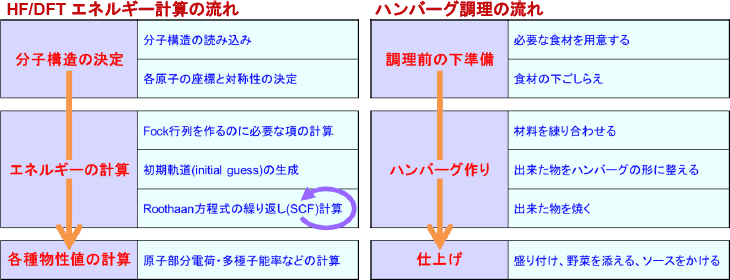 HF/DFT エネルギー計算の流れ
分子構造の決定
分子構造の読み込み
各原子の座標と対称性の決定
エネルギーの計算
Fock行列を作るのに必要な項の計算
初期軌道(initial guess)の生成
Roothaan方程式の繰り返し(SCF)計算
各種物性値の計算
原子部分電荷・多極子能率などの計算
ハンバーグ調理の流れ
調理前の下準備
必要な食材を用意する
食材の下ごしらえ
ハンバーグ作り
材料を練り合わせる
出来た物をハンバーグの形に整える
出来た物を焼く
仕上げ
盛り付け、野菜を添える、ソースをかける